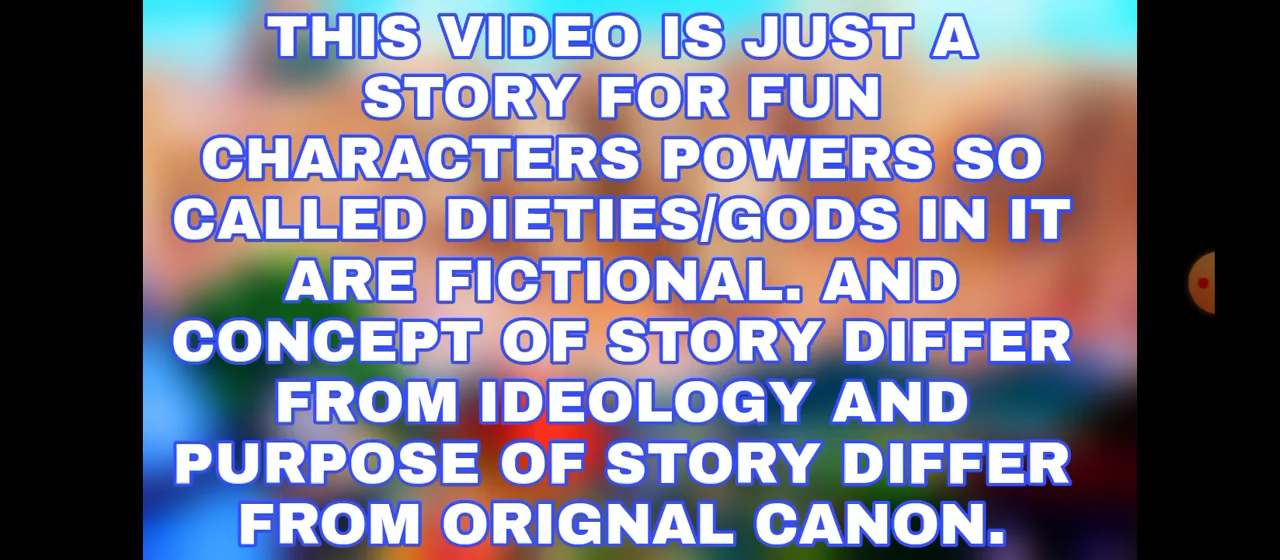 THIS VIDEO IS JUST A
STORY FOR FUN
CHARACTERS POWERS SO
CALLED DIETIES/GODS IN IT
ARE FICTIONAL. AND
CONCEPT OF STORY DIFFER
FROM IDEOLOGY AND
PURPOSE OF STORY DIFFER
FROM ORIGNAL CANON.